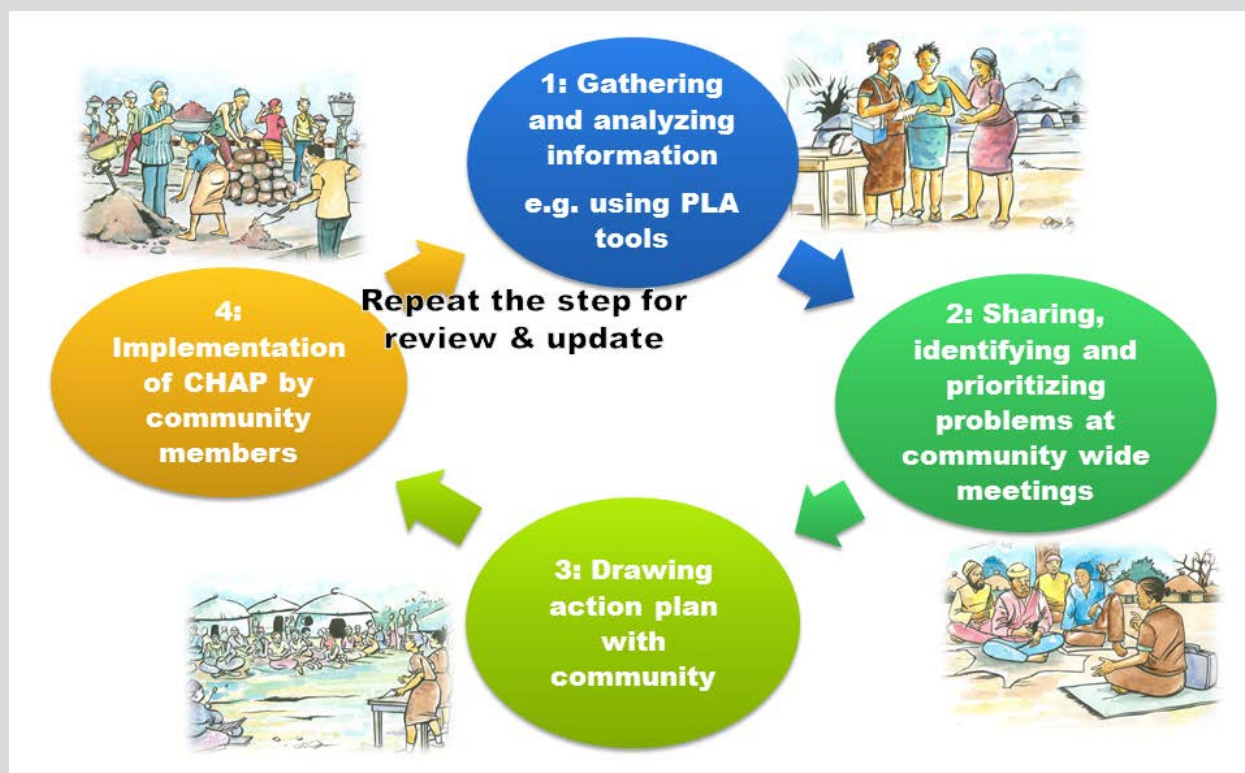 1: Gathering
and analyzing
information
e.g. using PLA
tools
2: Sharing,
identifying and
prioritizing
problems at
community wide
meetings
3: Drawing
action plan
with
community
4:
Implementation
of CHAP by
community
members
Repeat the step for
review & update